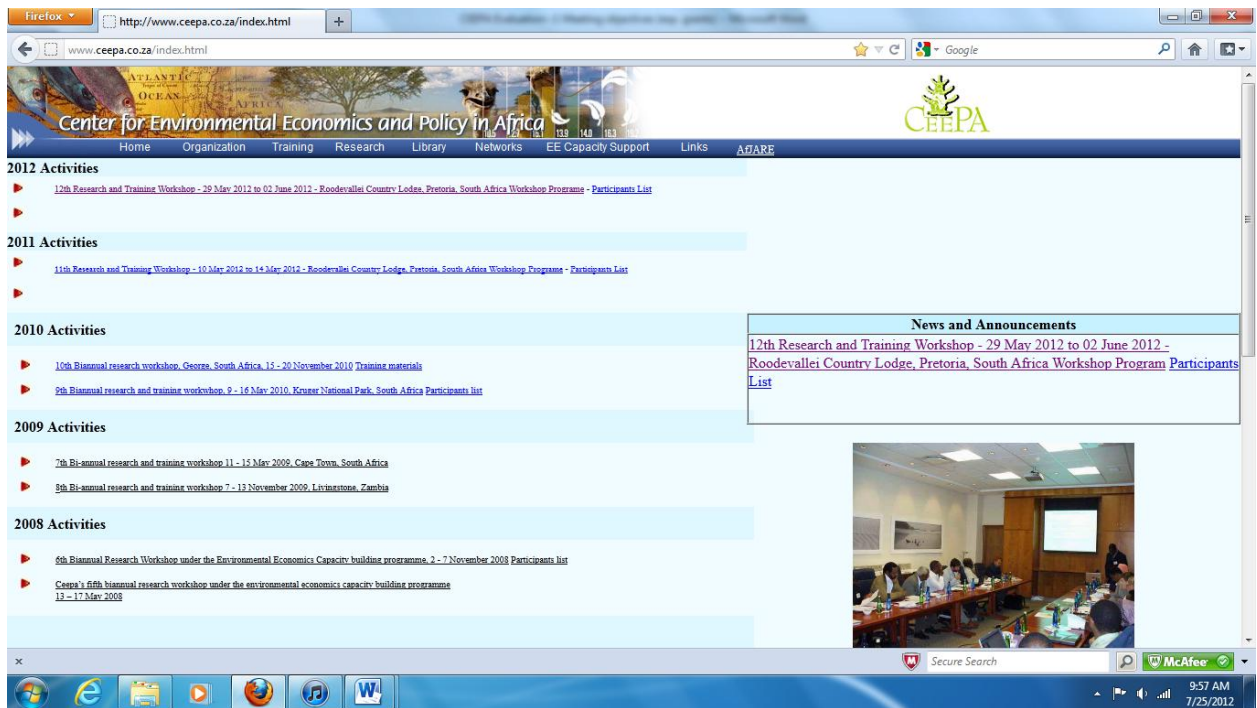 Firefox
http://www.ceepa.co.za/index.html
www.ceepa.co.za/index.html
Google
ATLANTIC
OCEAN
AFRICA
Center for Environmental Economics and Policy in Africa
13.9 14.0 16.3
CEEPA
Home Organization Training Research Library Networks EE Capacity Support Links AfJARE
2012 Activities
12th Research and Training Workshop - 29 May 2012 to 02 June 2012 - Roodevallei Country Lodge, Pretoria, South Africa Workshop Programe - Participants List
2011 Activities
11th Research and Training Workshop - 10 May 2012 to 14 May 2012 - Roodervallei Country Lodge, Pretoria, South Africa Workshop Programe - Participants List
2010 Activities
10th Biannual research workshop, George, South Africa, 15 - 20 November 2010 Training materials
9th Biannual research and training workwhop, 9 - 16 May 2010, Kruger National Park, South Africa Participants list
2009 Activities
7th Bi-annual research and training workshop 11 - 15 May 2009, Cape Town, South Africa
8th Bi-annual research and training workshop 7 - 13 November 2009, Livingstone, Zambia
2008 Activities
6th Biannual Research Workshop under the Environmental Economics Capacity building programme, 2 - 7 November 2008 Participants list
Ceepa's fifth biannual research workshop under the environmental economics capacity building programme
13 – 17 May 2008
News and Announcements
12th Research and Training Workshop - 29 May 2012 to 02 June 2012 -
Roodevallei Country Lodge, Pretoria, South Africa Workshop Program Participants
List
Secure Search
McAfee
9:57 AM
7/25/2012